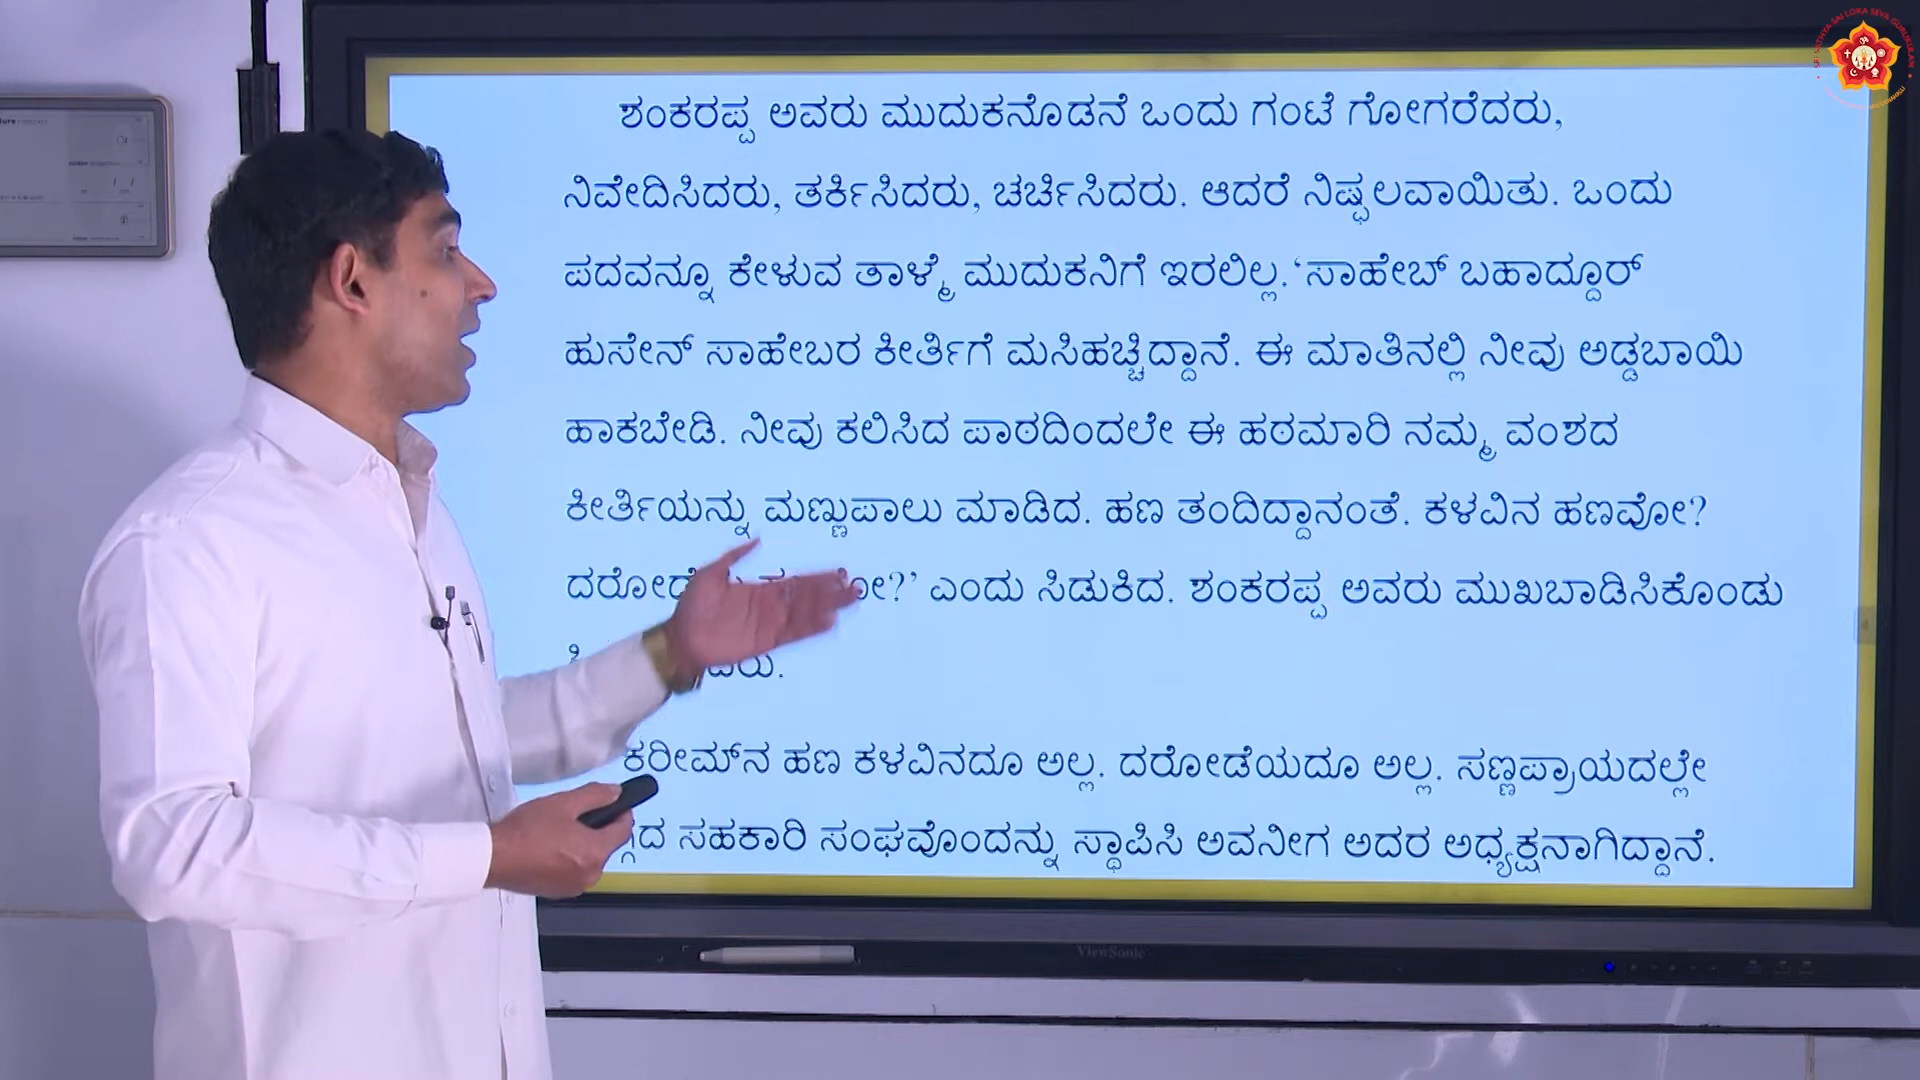 ಶಂಕರಪ್ಪ ಅವರು ಮುದುಕನೊಡನೆ ಒಂದು ಗಂಟೆ ಗೋಗರೆದರು,
ನಿವೇದಿಸಿದರು, ತರ್ಕಿಸಿದರು, ಚರ್ಚಿಸಿದರು. ಆದರೆ ನಿಷ್ಫಲವಾಯಿತು. ಒಂದು
ಪದವನ್ನೂ ಕೇಳುವ ತಾಳ್ಮೆ ಮುದುಕನಿಗೆ ಇರಲಿಲ್ಲ. ‘ಸಾಹೇಬ್ ಬಹಾದ್ದೂರ್
ಹುಸೇನ್ ಸಾಹೇಬರ ಕೀರ್ತಿಗೆ ಮಸಿಹಚ್ಚಿದ್ದಾನೆ. ಈ ಮಾತಿನಲ್ಲಿ ನೀವು ಅಡ್ಡಬಾಯಿ
ಹಾಕಬೇಡಿ. ನೀವು ಕಲಿಸಿದ ಪಾಠದಿಂದಲೇ ಈ ಹಠಮಾರಿ ನಮ್ಮ ವಂಶದ
ಕೀರ್ತಿಯನ್ನು ಮಣ್ಣುಪಾಲು ಮಾಡಿದ. ಹಣ ತಂದಿದ್ದಾನಂತೆ. ಕಳವಿನ ಹಣವೋ?
ಎಂದು ಸಿಡುಕಿದ. ಶಂಕರಪ್ಪ ಅವರು ಮುಖಬಾಡಿಸಿಕೊಂಡು
ಕರೀಮ್‌ನ ಹಣ ಕಳವಿನದೂ ಅಲ್ಲ. ದರೋಡೆಯದೂ ಅಲ್ಲ. ಸಣ್ಣಪ್ರಾಯದಲ್ಲೇ
ಸಹಕಾರಿ ಸಂಘವೊಂದನ್ನು ಸ್ಥಾಪಿಸಿ ಅವನೀಗ ಅದರ ಅಧ್ಯಕ್ಷನಾಗಿದ್ದಾನೆ.
ViewSonic